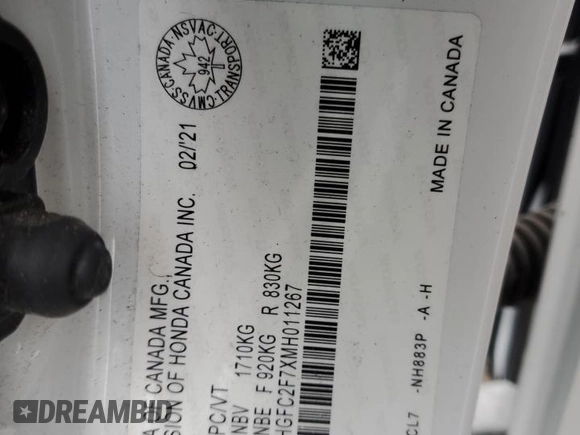 CANADA MFG.,
SION OF HONDA CANADA INC. 02/'21
PC/VT
NBV 1710KG
NBE F 920KG R 830KG
HGFC2F7XMH011267
CL7 -NH883P -A -H
MADE IN CANADA
CANADA·NSVAC·TRANSPORT·CMVSS·
942
DREAMBID